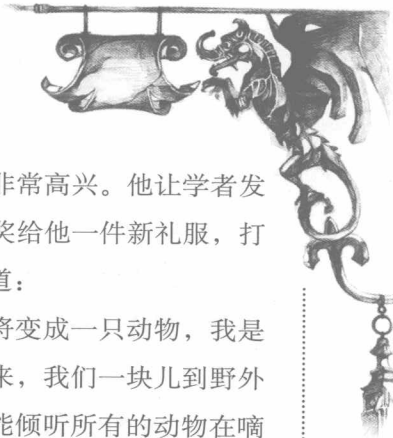 非常高兴。他让学者发
奖给他一件新礼服，打
道：
将变成一只动物，我是
来，我们一块儿到野外
能倾听所有的动物在嘀